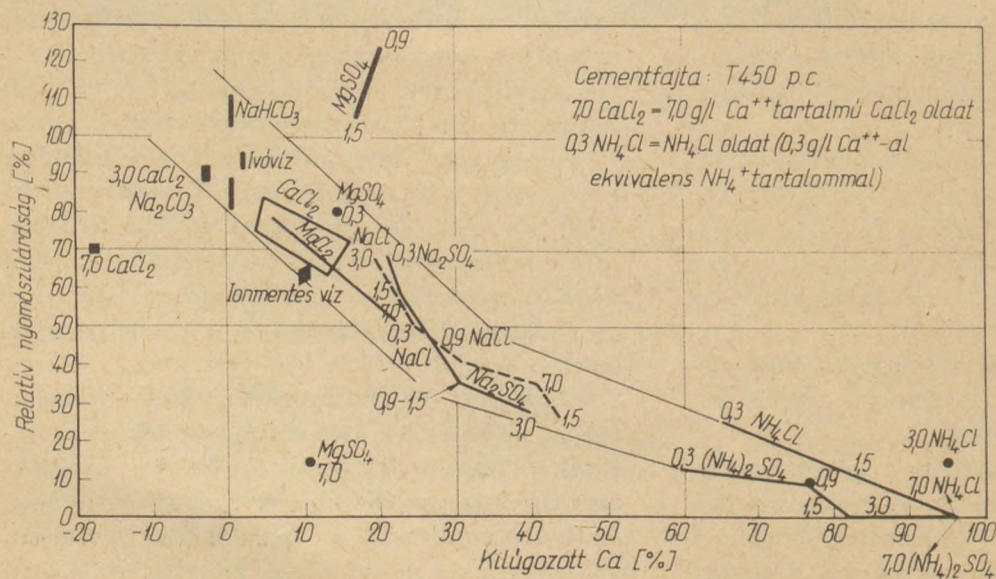 130
120
110
100
90
80
70
60
50
40
30
20
10
0
Relatív nyomószilárdság [%]
Cementfajta: T450 p.c.
7,0 CaCl₂ = 7,0 g/l Ca⁺⁺ tartalmú CaCl₂ oldat
0,3 NH₄Cl = NH₄Cl oldat (0,3 g/l Ca⁺⁺-al
ekvivalens NH₄⁺ tartalommal)
0,9
MgSO₄
1,5
NaHCO₃
Ivóvíz
3,0 CaCl₂
Na₂CO₃
CaCl₂
MgCl₂
MgSO₄
0,3
NaCl
3,0
0,3 Na₂SO₄
7,0 CaCl₂
Ionmentes víz
1,5
0,3
NaCl
0,9 NaCl
Na₂SO₄
7,0
0,9-1,5
3,0
1,5
MgSO₄
7,0
0,3 NH₄Cl
1,5
3,0 NH₄Cl
0,3 (NH₄)₂SO₄
0,9
7,0 NH₄Cl
1,5
3,0
-20 -10 0 10 20 30 40 50 60 70 80 90 100
Kilúgozott Ca [%]
7,0 (NH₄)₂SO₄